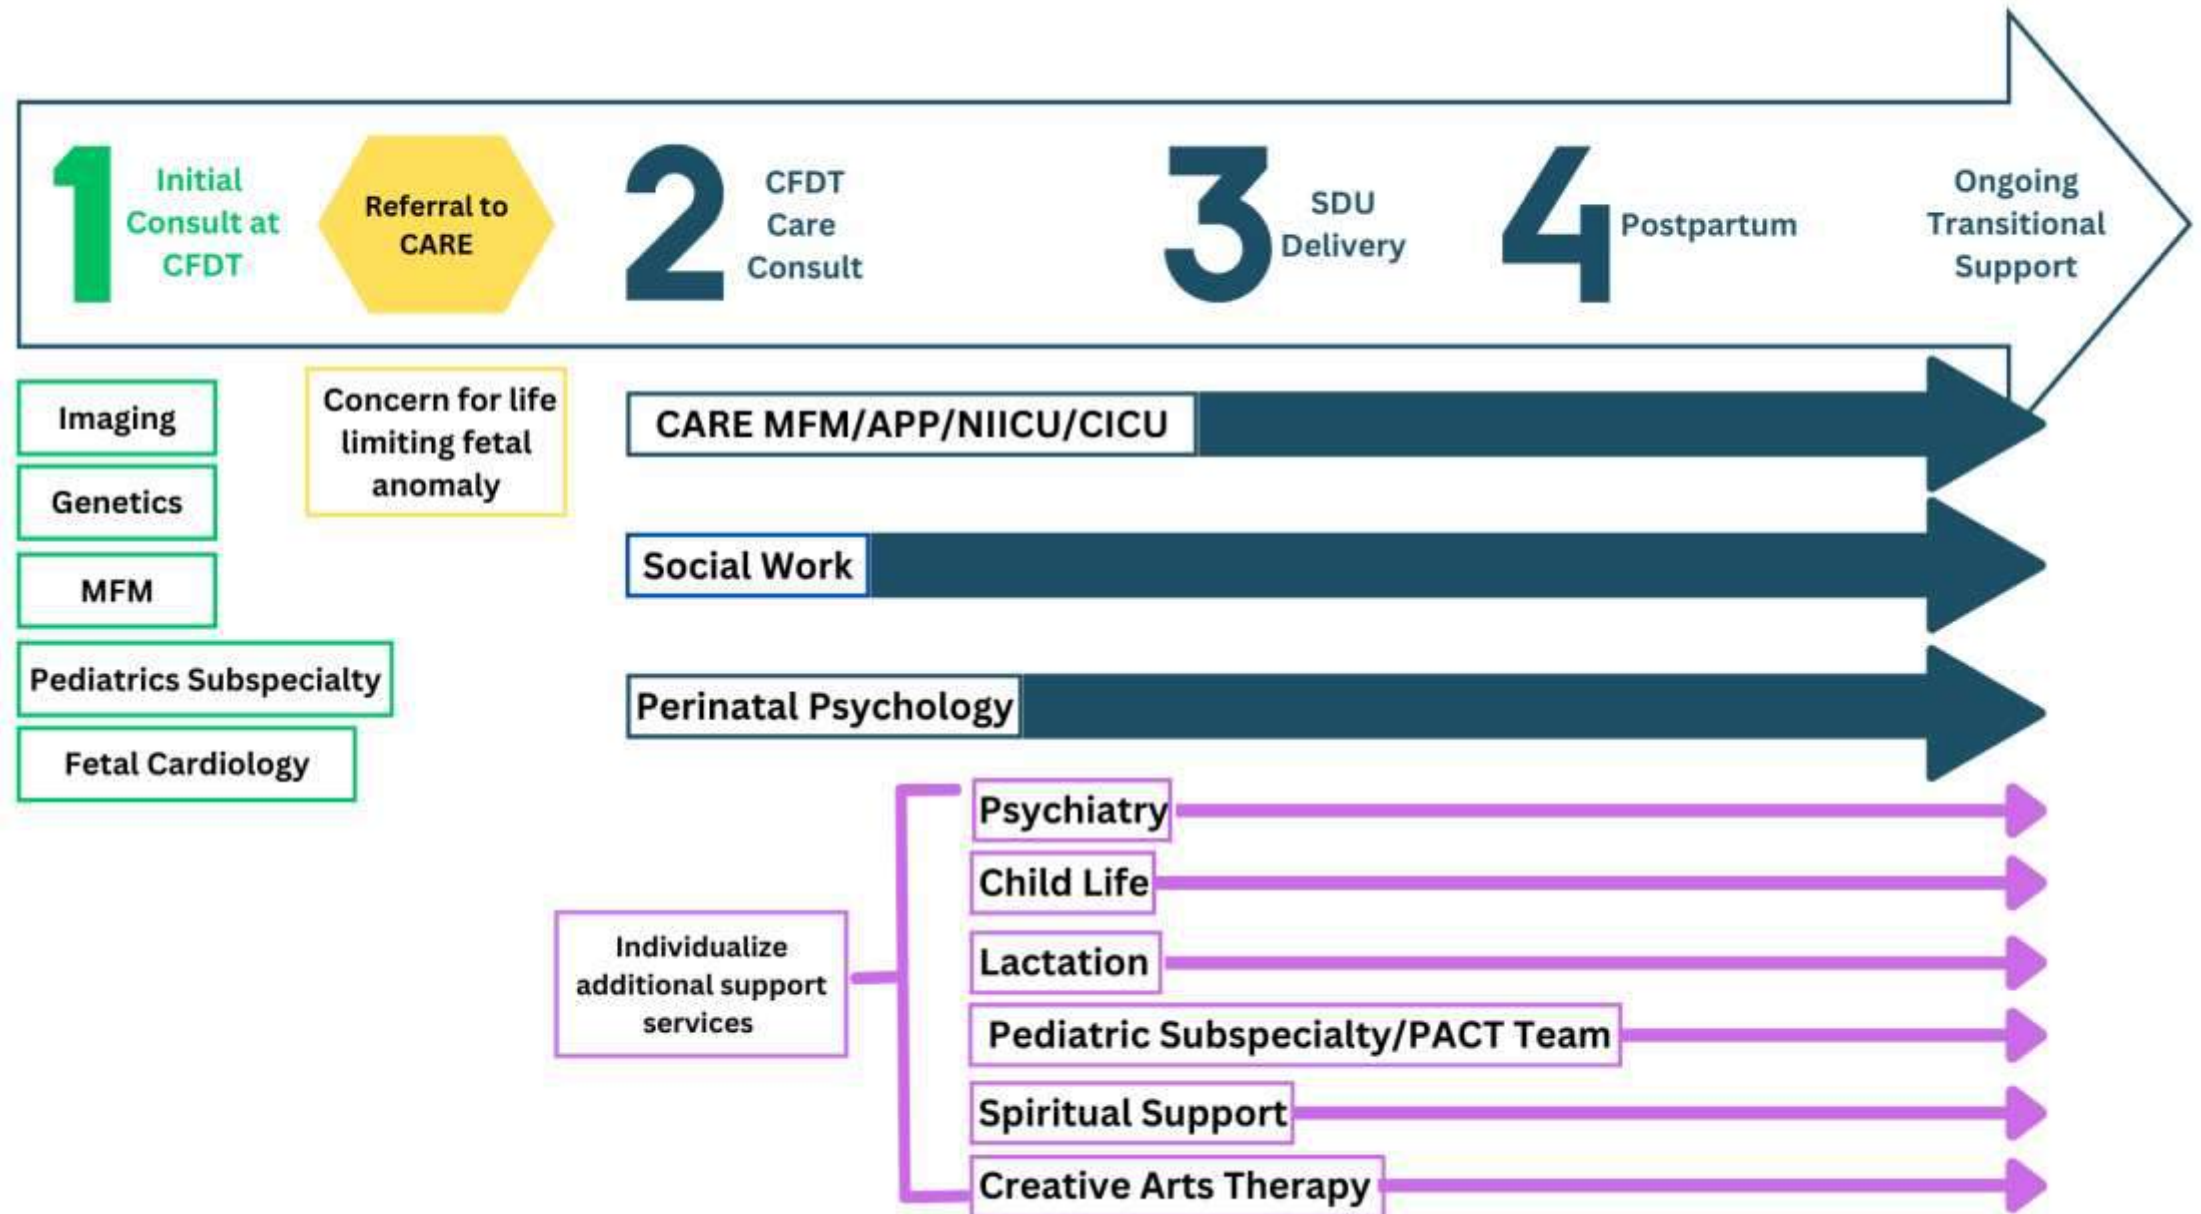 1
Initial
Consult at
CFDT
Referral to
CARE
2
CFDT
Care
Consult
3
SDU
Delivery
4
Postpartum
Ongoing
Transitional
Support
Imaging
Genetics
MFM
Pediatrics Subspecialty
Fetal Cardiology
Concern for life
limiting fetal
anomaly
CARE MFM/APP/NIICU/CICU
Social Work
Perinatal Psychology
Individualize
additional support
services
Psychiatry
Child Life
Lactation
Pediatric Subspecialty/PACT Team
Spiritual Support
Creative Arts Therapy